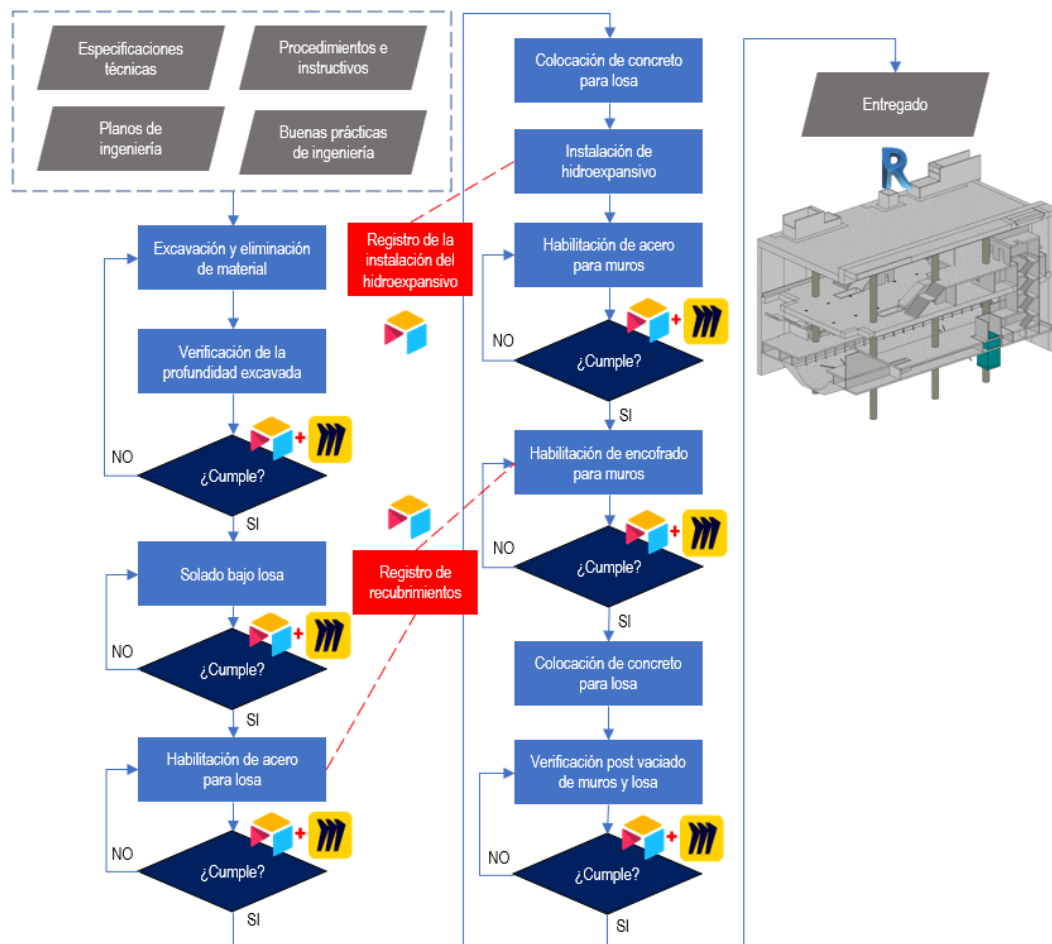 Especificaciones
técnicas
Procedimientos e
instructivos
Planos de
ingeniería
Buenas prácticas
de ingeniería
Excavación y eliminación
de material
Verificación de la
profundidad excavada
NO
¿Cumple?
SI
Solado bajo losa
NO
¿Cumple?
SI
Habilitación de acero
para losa
NO
¿Cumple?
SI
Registro de la
instalación del
hidroexpansivo
Registro de
recubrimientos
Colocación de concreto
para losa
Instalación de
hidroexpansivo
Habilitación de acero
para muros
NO
¿Cumple?
SI
Habilitación de encofrado
para muros
NO
¿Cumple?
SI
Colocación de concreto
para losa
Verificación post vaciado
de muros y losa
NO
¿Cumple?
SI
Entregado
R